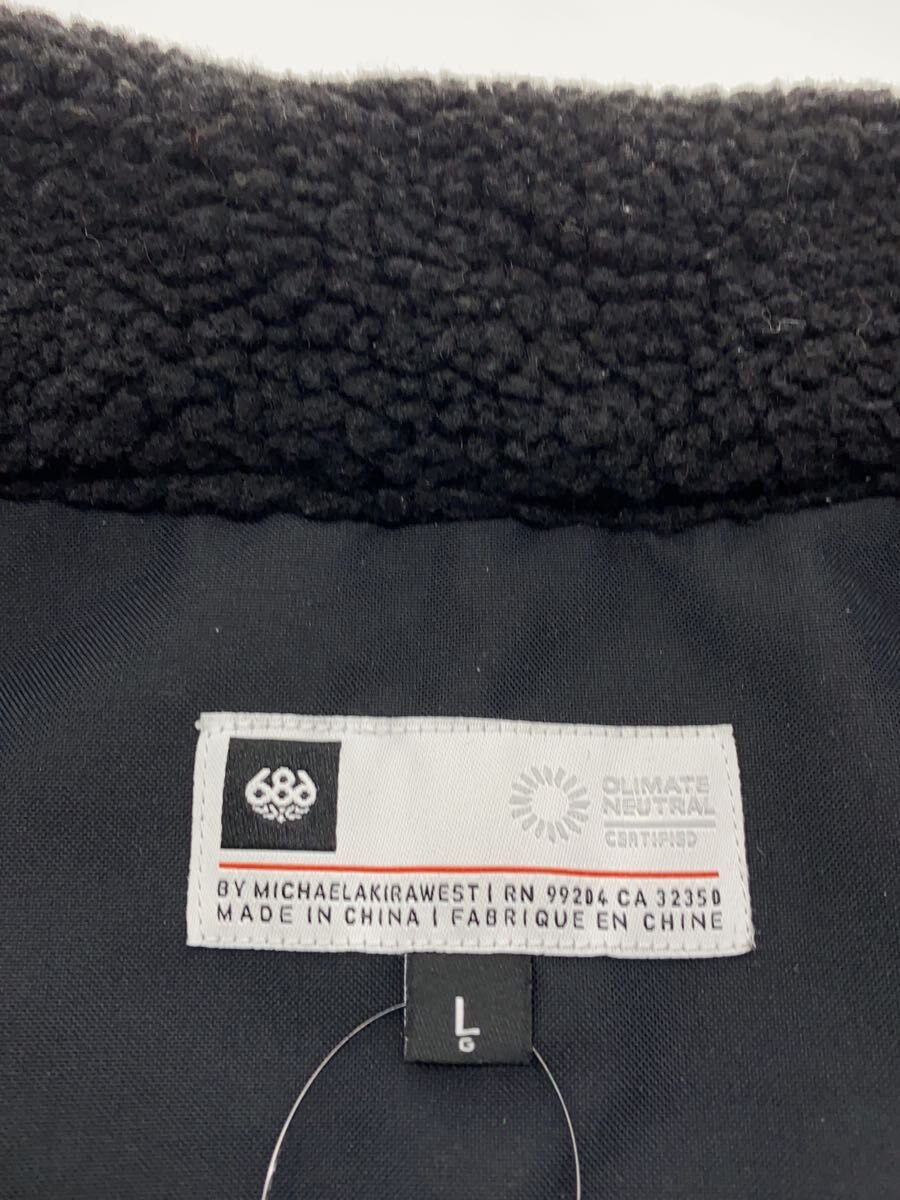 686
CLIMATE
NEUTRAL
CERTIFIED
BY MICHAELAKIRAWEST | RN 99204 CA 32350
MADE IN CHINA | FABRIQUE EN CHINE
L
G